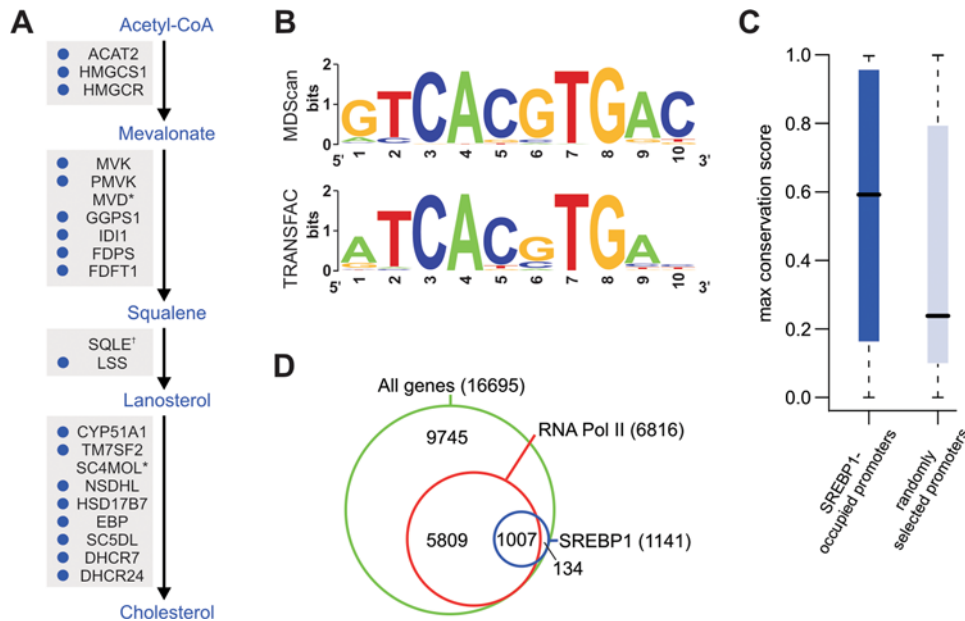 A
Acetyl-CoA
ACAT2
HMGCS1
HMGCR
Mevalonate
MVK
PMVK
MVD*
GGPS1
IDI1
FDPS
FDFT1
Squalene
SQLE†
LSS
Lanosterol
CYP51A1
TM7SF2
SC4MOL*
NSDHL
HSD17B7
EBP
SC5DL
DHCR7
DHCR24
Cholesterol
B
MDScan
bits
2
1
0
GTCACGTGAC
5' 1 2 3 4 5 6 7 8 9 10 3'
TRANSFAC
bits
2
1
0
ATCACGTGA
5' 1 2 3 4 5 6 7 8 9 10 3'
C
max conservation score
1.0
0.8
0.6
0.4
0.2
0.0
SREBP1-
occupied promoters
randomly
selected promoters
D
All genes (16695)
9745
RNA Pol II (6816)
5809
1007
SREBP1 (1141)
134